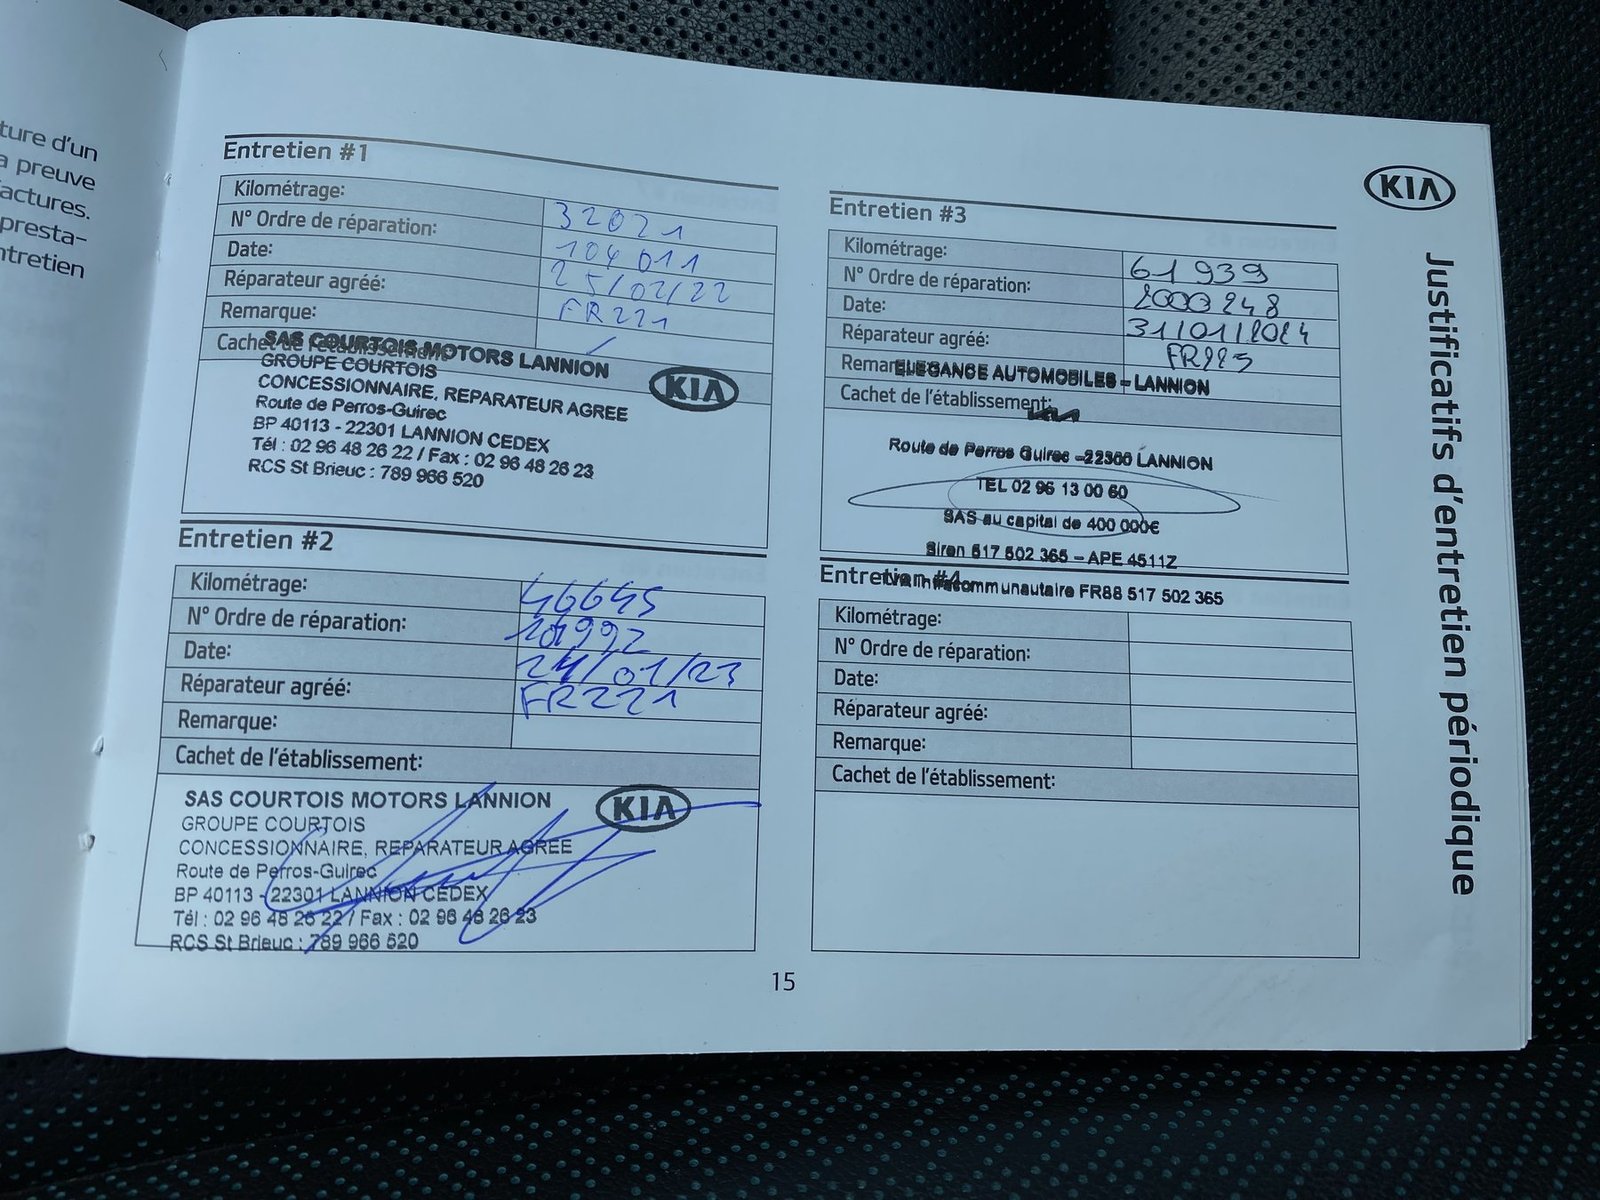 ture d'un
a preuve
actures.
presta-
ntretien
Entretien #1
Kilométrage: 32021
N° Ordre de réparation: 104011
Date: 25/02/22
Réparateur agréé: FR221
Remarque:
Cachet de l'établissement:
SAS COURTOIS MOTORS LANNION
GROUPE COURTOIS
CONCESSIONNAIRE, REPARATEUR AGREE
Route de Perros-Guirec
BP 40113 - 22301 LANNION CEDEX
Tél : 02 96 48 26 22 / Fax : 02 96 48 26 23
RCS St Brieuc : 789 966 520
KIA
Entretien #2
Kilométrage: 46645
N° Ordre de réparation:
Date: 24/01/23
Réparateur agréé: FR221
Remarque:
Cachet de l'établissement:
SAS COURTOIS MOTORS LANNION
GROUPE COURTOIS
CONCESSIONNAIRE, REPARATEUR AGREE
Route de Perros-Guirec
BP 40113 - 22301 LANNION CEDEX
Tél : 02 96 48 26 22 / Fax : 02 96 48 26 23
RCS St Brieuc : 789 966 520
KIA
KIA
Entretien #3
Kilométrage: 61 939
N° Ordre de réparation: 2000248
Date: 31/01/2024
Réparateur agréé: FR225
Remarque:
ELEGANCE AUTOMOBILES – LANNION
Cachet de l'établissement:
KIA
Route de Perros Guirec –22300 LANNION
TEL 02 96 13 00 60
SAS au capital de 400 000€
Siren 517 502 365 – APE 4511Z
Intracommunautaire FR88 517 502 365
Entretien #4
Kilométrage:
N° Ordre de réparation:
Date:
Réparateur agréé:
Remarque:
Cachet de l'établissement:
Justificatifs d'entretien périodique
15